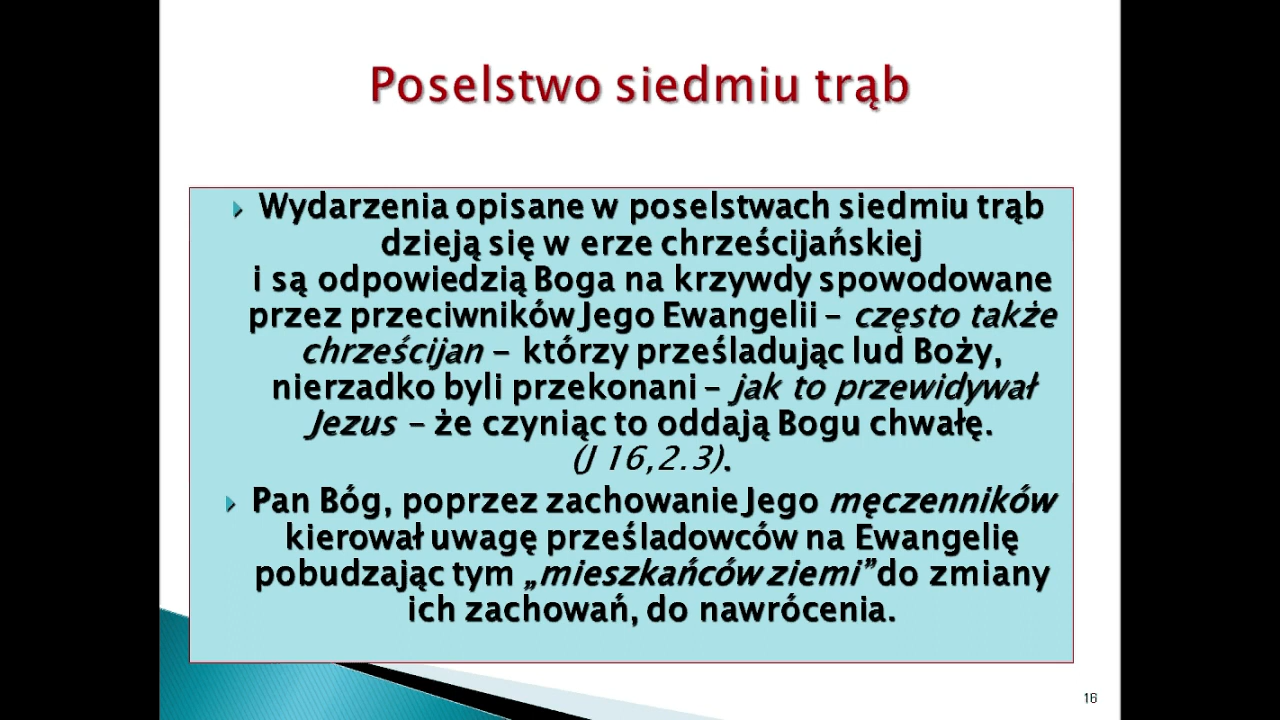 Poselstwo siedmiu trąb
Wydarzenia opisane w poselstwach siedmiu trąb
dzieją się w erze chrześcijańskiej
i są odpowiedzią Boga na krzywdy spowodowane
przez przeciwników Jego Ewangelii – często także
chrześcijan – którzy prześladując lud Boży,
nierzadko byli przekonani – jak to przewidywał
Jezus – że czyniąc to oddają Bogu chwałę.
(J 16,2.3).
Pan Bóg, poprzez zachowanie Jego męczenników
kierował uwagę prześladowców na Ewangelię
pobudzając tym „mieszkańców ziemi” do zmiany
ich zachowań, do nawrócenia.
16